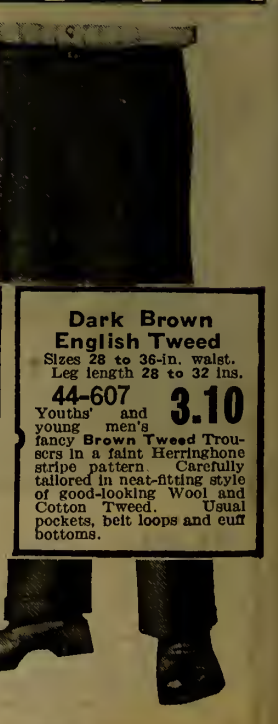 Dark Brown
English Tweed
Sizes 28 to 36-in. waist.
Leg length 28 to 32 ins.
44-607
3.10
Youths' and
young men's
fancy Brown Tweed Trou-
sers in a faint Herringbone
stripe pattern. Carefully
tailored in neat-fitting style
of good-looking Wool and
Cotton Tweed. Usual
pockets, belt loops and cuff
bottoms.